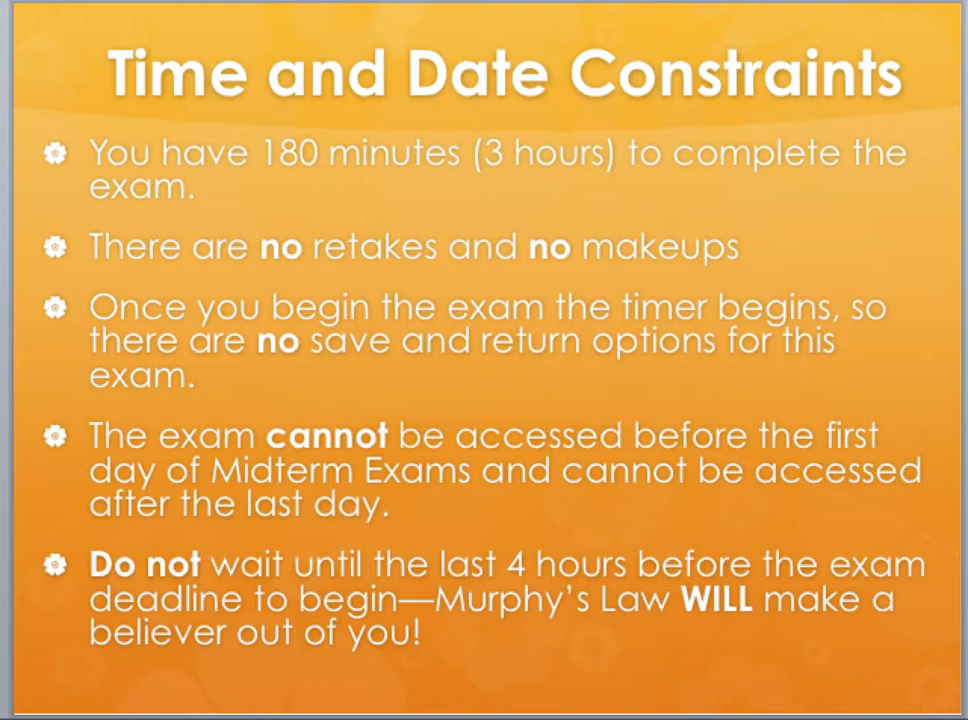 Time and Date Constraints
You have 180 minutes (3 hours) to complete the
exam.
There are no retakes and no makeups
Once you begin the exam the timer begins, so
there are no save and return options for this
exam.
The exam cannot be accessed before the first
day of Midterm Exams and cannot be accessed
after the last day.
Do not wait until the last 4 hours before the exam
deadline to begin—Murphy’s Law WILL make a
believer out of you!